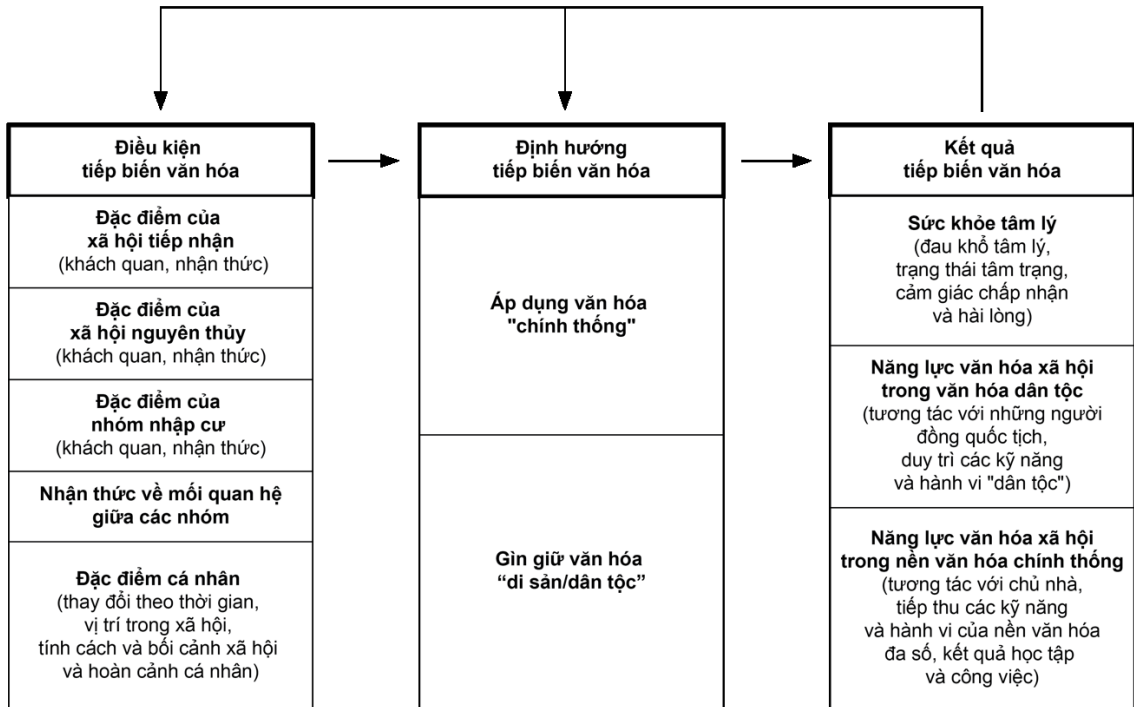 Điều kiện
tiếp biến văn hóa
Đặc điểm của
xã hội tiếp nhận
(khách quan, nhận thức)
Đặc điểm của
xã hội nguyên thủy
(khách quan, nhận thức)
Đặc điểm của
nhóm nhập cư
(khách quan, nhận thức)
Nhận thức về mối quan hệ
giữa các nhóm
Đặc điểm cá nhân
(thay đổi theo thời gian,
vị trí trong xã hội,
tính cách và bối cảnh xã hội
và hoàn cảnh cá nhân)
Định hướng
tiếp biến văn hóa
Áp dụng văn hóa
"chính thống"
Gìn giữ văn hóa
“di sản/dân tộc”
Kết quả
tiếp biến văn hóa
Sức khỏe tâm lý
(đau khổ tâm lý,
trạng thái tâm trạng,
cảm giác chấp nhận
và hài lòng)
Năng lực văn hóa xã hội
trong văn hóa dân tộc
(tương tác với những người
đồng quốc tịch,
duy trì các kỹ năng
và hành vi "dân tộc")
Năng lực văn hóa xã hội
trong nền văn hóa chính thống
(tương tác với chủ nhà,
tiếp thu các kỹ năng
và hành vi của nền văn hóa
đa số, kết quả học tập
và công việc)